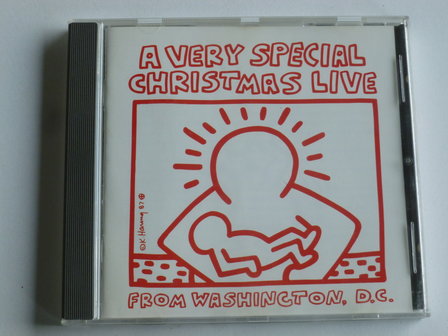 A VERY SPECIAL
CHRISTMAS LIVE
©K. Haring 87 ⊕
FROM WASHINGTON, D.C.